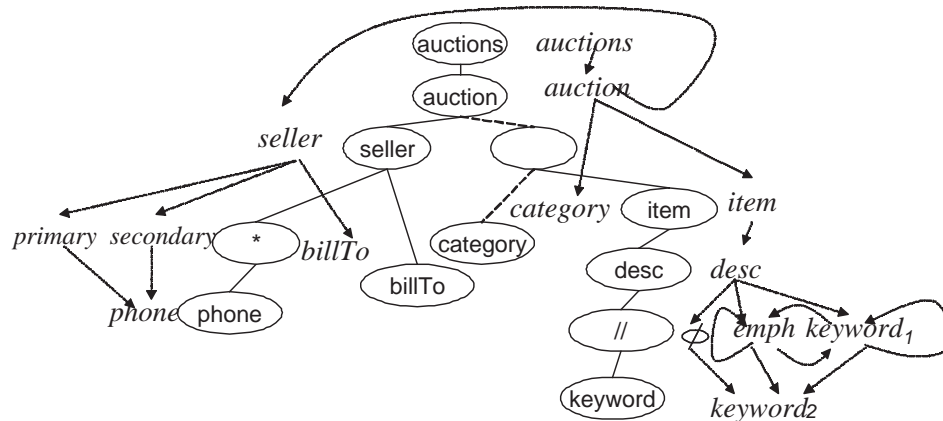 auctions auctions
auction auction
seller seller
category item item
primary secondary * billTo category
billTo desc desc
phone phone
// ϕ emph keyword1
keyword keyword2